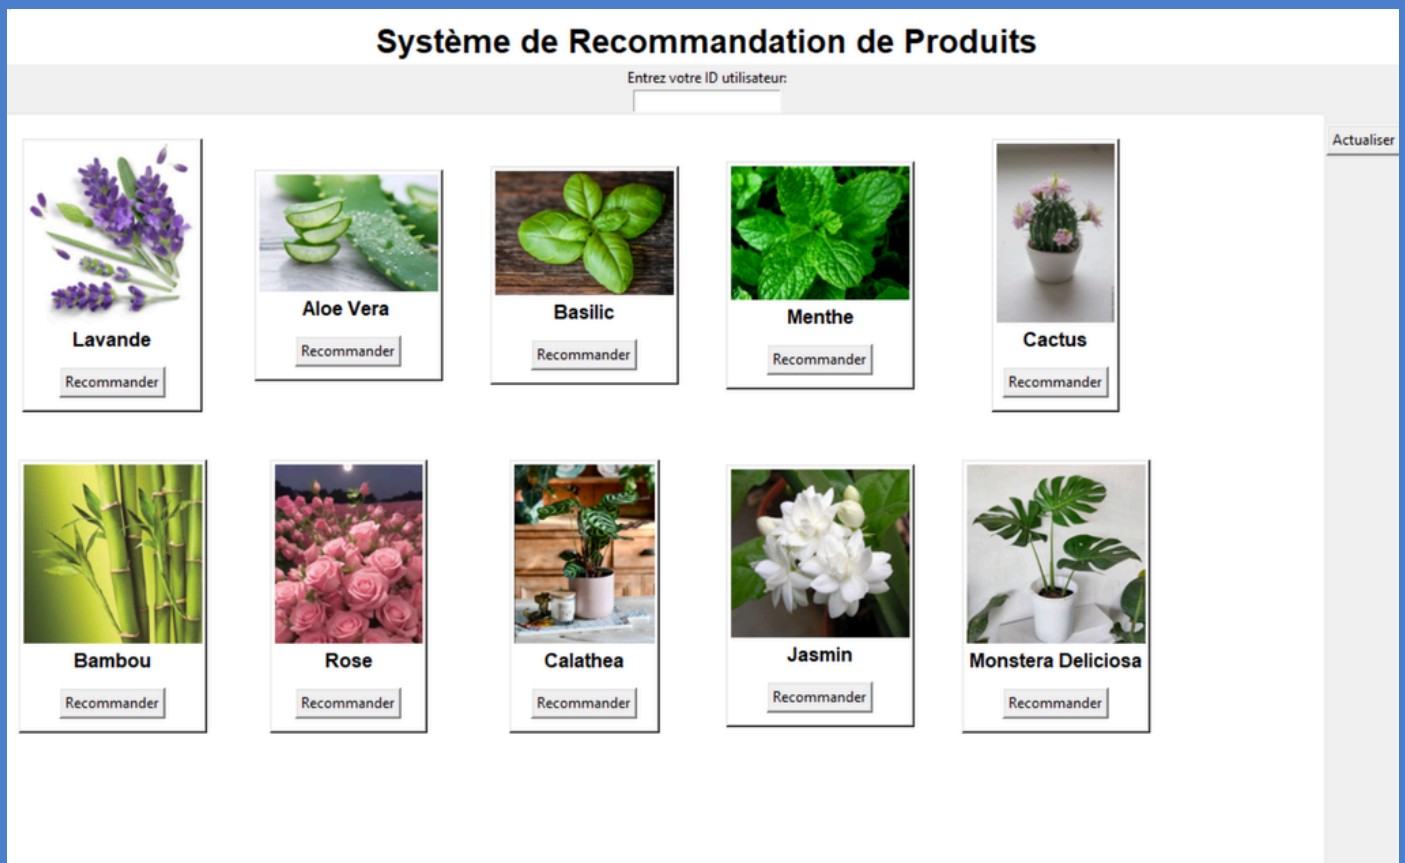 Système de Recommandation de Produits
Entrez votre ID utilisateur:
Actualiser
Lavande
Recommander
Aloe Vera
Recommander
Basilic
Recommander
Menthe
Recommander
Cactus
Recommander
Bambou
Recommander
Rose
Recommander
Calathea
Recommander
Jasmin
Recommander
Monstera Deliciosa
Recommander